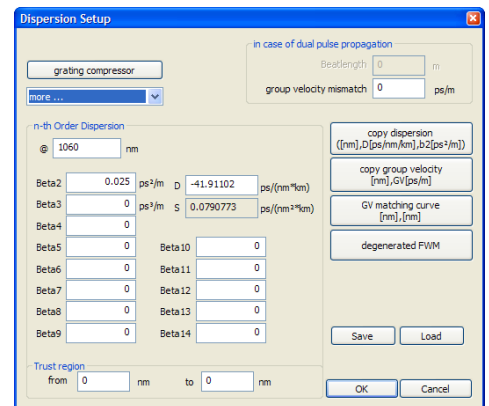 Dispersion Setup
in case of dual pulse propagation
Beatlength 0 m
group velocity mismatch 0 ps/m
grating compressor
more ...
n-th Order Dispersion
@ 1060 nm
Beta2 0.025 ps²/m D -41.91102 ps/(nm*km)
Beta3 0 ps³/m S 0.0790773 ps/(nm²*km)
Beta4 0
Beta5 0 Beta10 0
Beta6 0 Beta11 0
Beta7 0 Beta12 0
Beta8 0 Beta13 0
Beta9 0 Beta14 0
copy dispersion
([nm],D[ps/nm/km],b2[ps²/m])
copy group velocity
[nm],GV[ps/m]
GV matching curve
[nm],[nm]
degenerated FWM
Save Load
Trust region
from 0 nm to 0 nm
OK Cancel